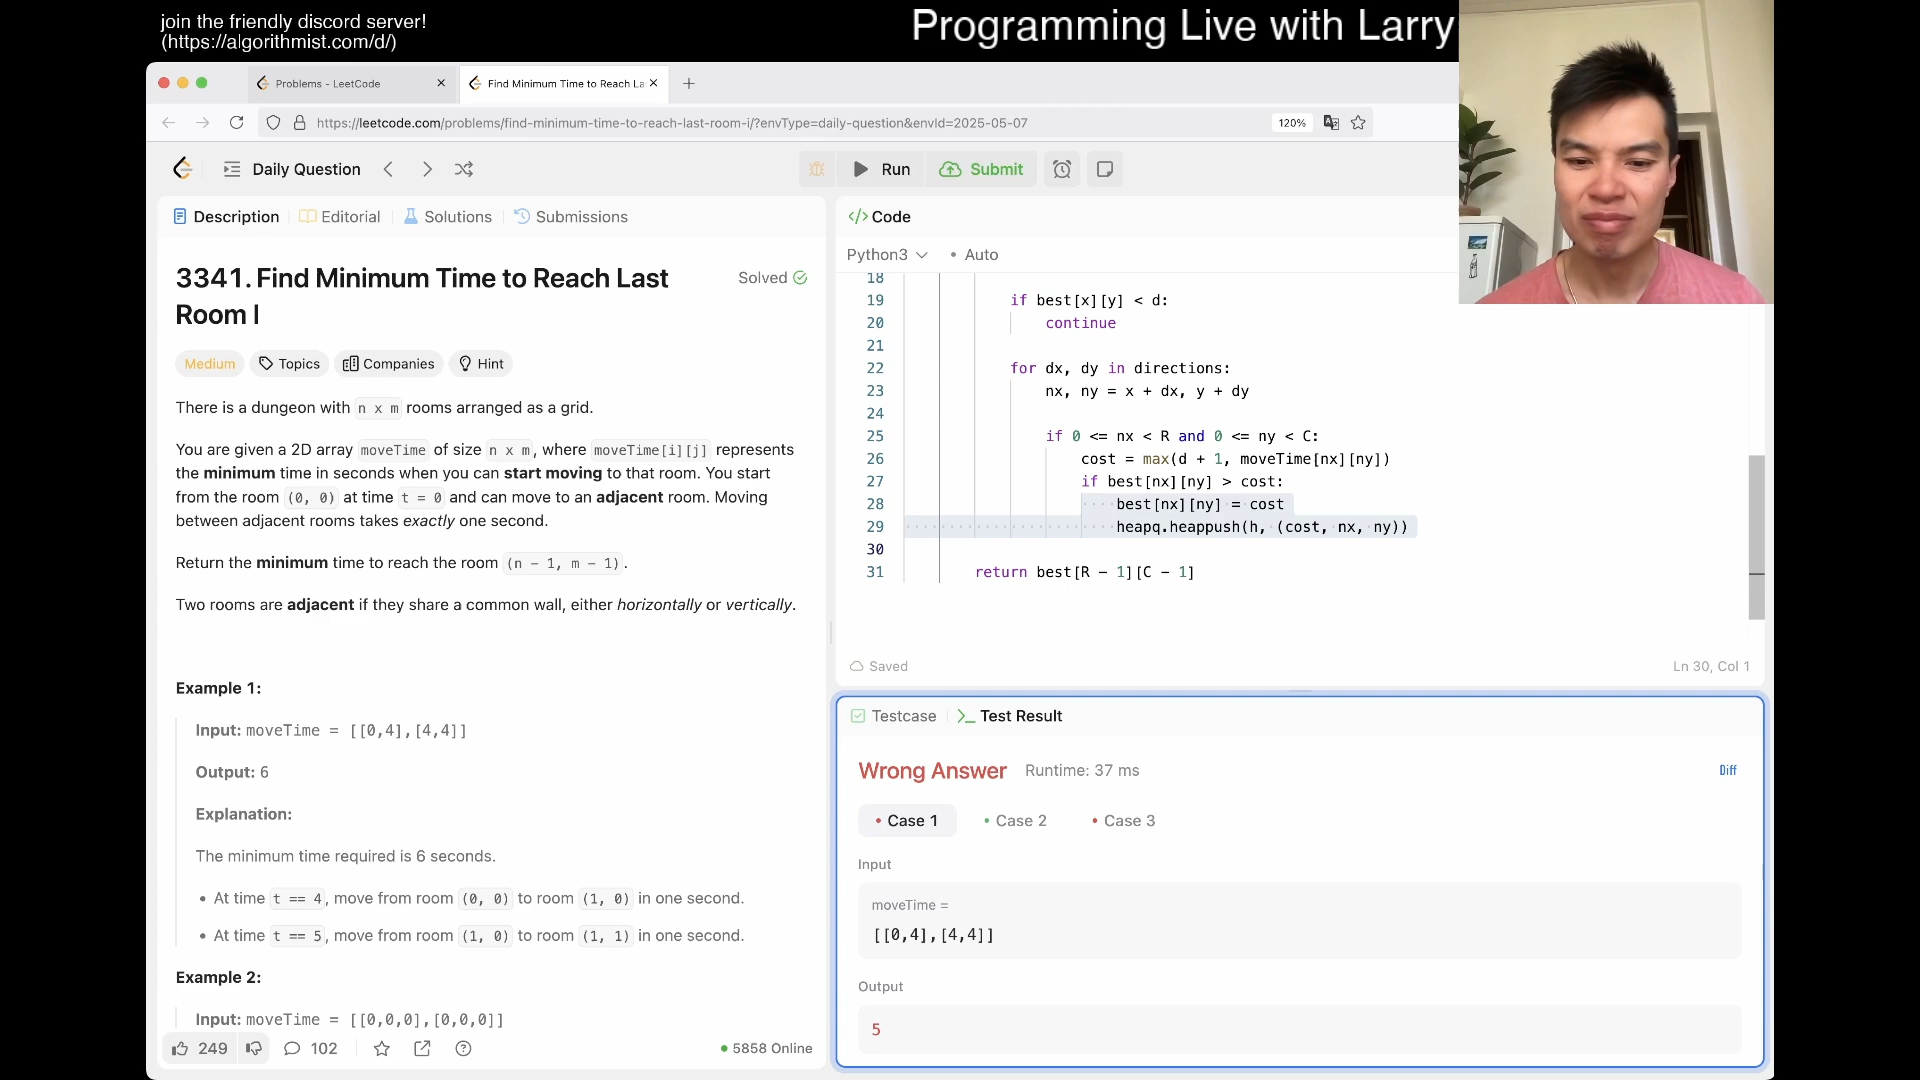 join the friendly discord server!
(https://algorithmist.com/d/)
Programming Live with Larry
Problems - LeetCode
Find Minimum Time to Reach La
https://leetcode.com/problems/find-minimum-time-to-reach-last-room-i/?envType=daily-question&envId=2025-05-07
120%
Daily Question
Run
Submit
Description
Editorial
Solutions
Submissions
3341. Find Minimum Time to Reach Last
Room I
Solved
Medium
Topics
Companies
Hint
There is a dungeon with n x m rooms arranged as a grid.
You are given a 2D array moveTime of size n x m, where moveTime[i][j] represents
the minimum time in seconds when you can start moving to that room. You start
from the room (0, 0) at time t = 0 and can move to an adjacent room. Moving
between adjacent rooms takes exactly one second.
Return the minimum time to reach the room (n - 1, m - 1).
Two rooms are adjacent if they share a common wall, either horizontally or vertically.
Example 1:
Input: moveTime = [[0,4],[4,4]]
Output: 6
Explanation:
The minimum time required is 6 seconds.
• At time t == 4, move from room (0, 0) to room (1, 0) in one second.
• At time t == 5, move from room (1, 0) to room (1, 1) in one second.
Example 2:
Input: moveTime = [[0,0,0],[0,0,0]]
249
102
5858 Online
</> Code
Python3
• Auto
18
19 if best[x][y] < d:
20 continue
21
22 for dx, dy in directions:
23 nx, ny = x + dx, y + dy
24
25 if 0 <= nx < R and 0 <= ny < C:
26 cost = max(d + 1, moveTime[nx][ny])
27 if best[nx][ny] > cost:
28 best[nx][ny] = cost
29 heapq.heappush(h, (cost, nx, ny))
30
31 return best[R - 1][C - 1]
Saved
Ln 30, Col 1
Testcase
Test Result
Wrong Answer
Runtime: 37 ms
Diff
• Case 1
• Case 2
• Case 3
Input
moveTime =
[[0,4],[4,4]]
Output
5